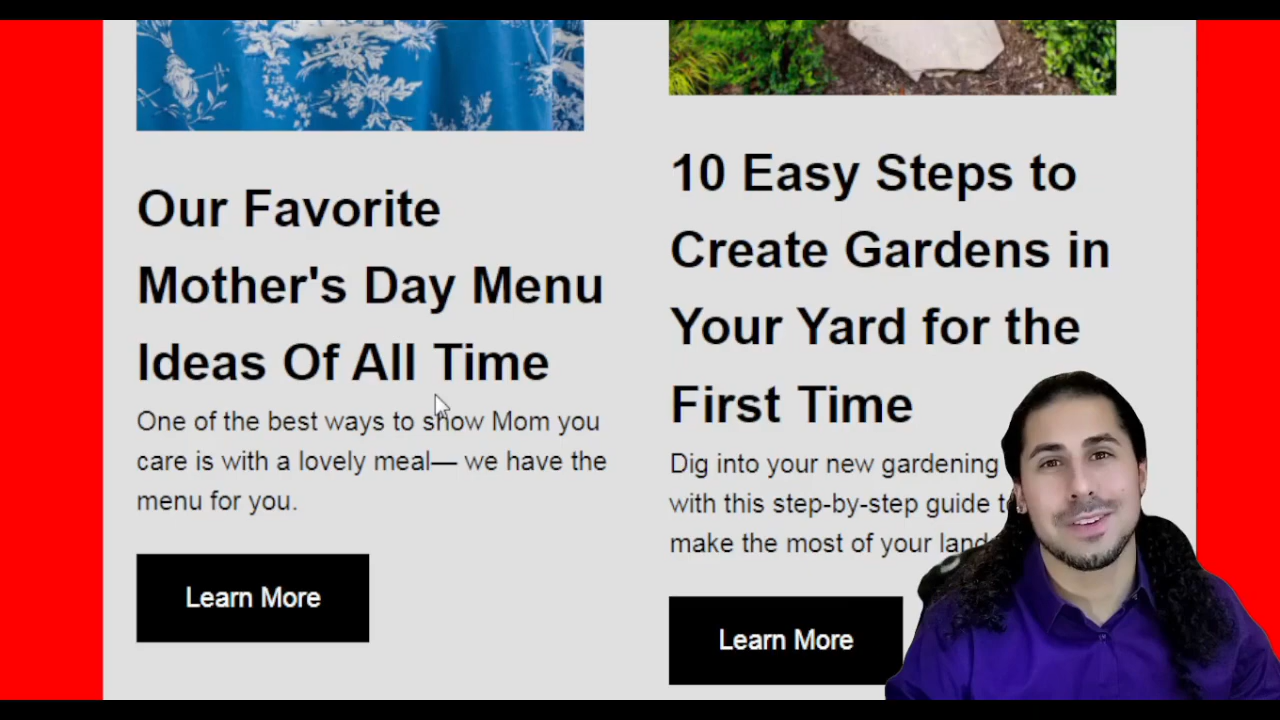 Our Favorite
Mother's Day Menu
Ideas Of All Time
One of the best ways to show Mom you
care is with a lovely meal— we have the
menu for you.
Learn More
10 Easy Steps to
Create Gardens in
Your Yard for the
First Time
Dig into your new gardening
with this step-by-step guide
make the most of your
Learn More